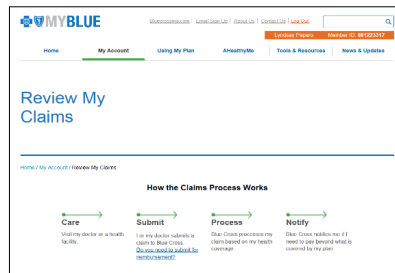 MYBLUE
bluecrossma.com | Email Sign Up | About Us | Contact Us | Log Out
Lyndsey Papero Member ID: 981223317
Home My Account Using My Plan AHealthyMe Tools & Resources News & Updates
Review My
Claims
Home / My Account / Review My Claims
How the Claims Process Works
Care
Visit my doctor or a health
facility.
Submit
I or my doctor submits a
claim to Blue Cross.
Do you need to submit for
reimbursement?
Process
Blue Cross processes my
claim based on my health
coverage.
Notify
Blue Cross notifies me if I
need to pay beyond what is
covered by my plan.